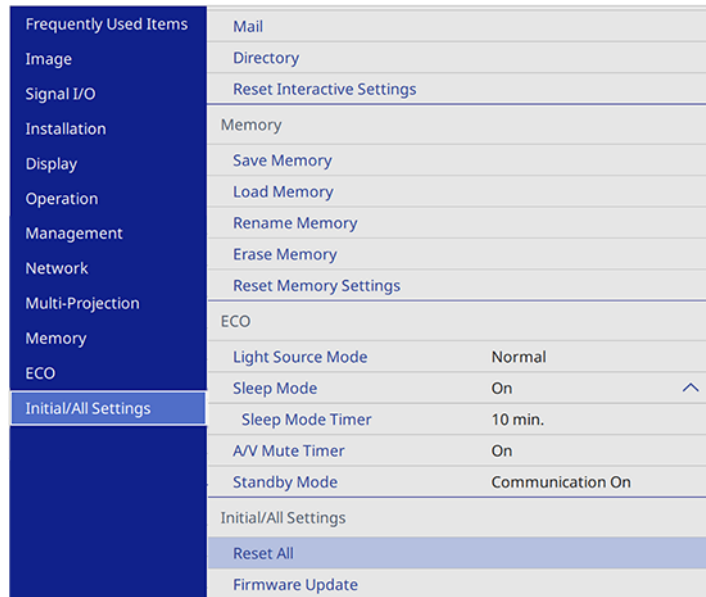 Frequently Used Items
Image
Signal I/O
Installation
Display
Operation
Management
Network
Multi-Projection
Memory
ECO
Initial/All Settings
Mail
Directory
Reset Interactive Settings
Memory
Save Memory
Load Memory
Rename Memory
Erase Memory
Reset Memory Settings
ECO
Light Source Mode Normal
Sleep Mode On
Sleep Mode Timer 10 min.
A/V Mute Timer On
Standby Mode Communication On
Initial/All Settings
Reset All
Firmware Update